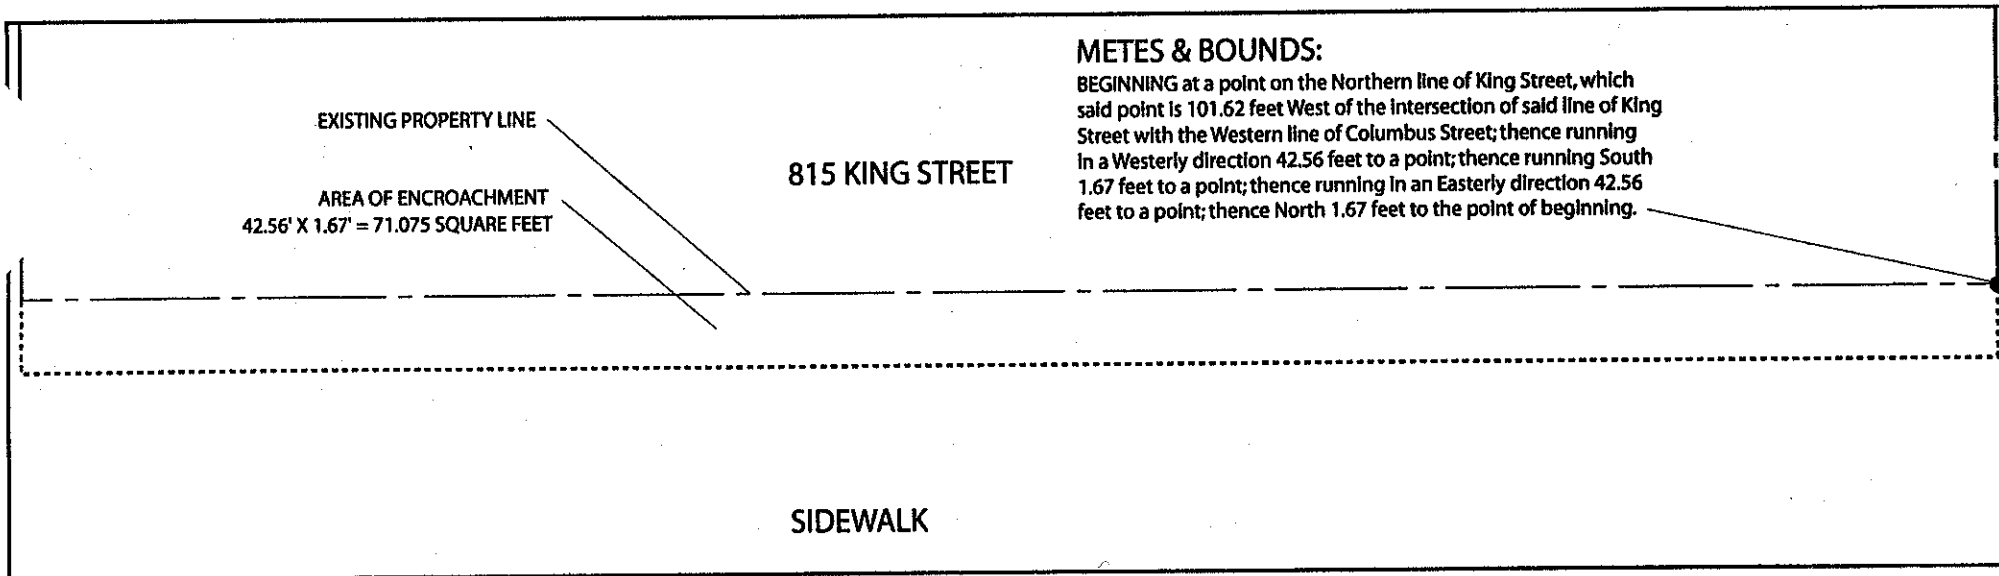 METES & BOUNDS:
BEGINNING at a point on the Northern line of King Street, which
said point is 101.62 feet West of the intersection of said line of King
Street with the Western line of Columbus Street; thence running
in a Westerly direction 42.56 feet to a point; thence running South
1.67 feet to a point; thence running in an Easterly direction 42.56
feet to a point; thence North 1.67 feet to the point of beginning.
EXISTING PROPERTY LINE
815 KING STREET
AREA OF ENCROACHMENT
42.56' X 1.67' = 71.075 SQUARE FEET
SIDEWALK